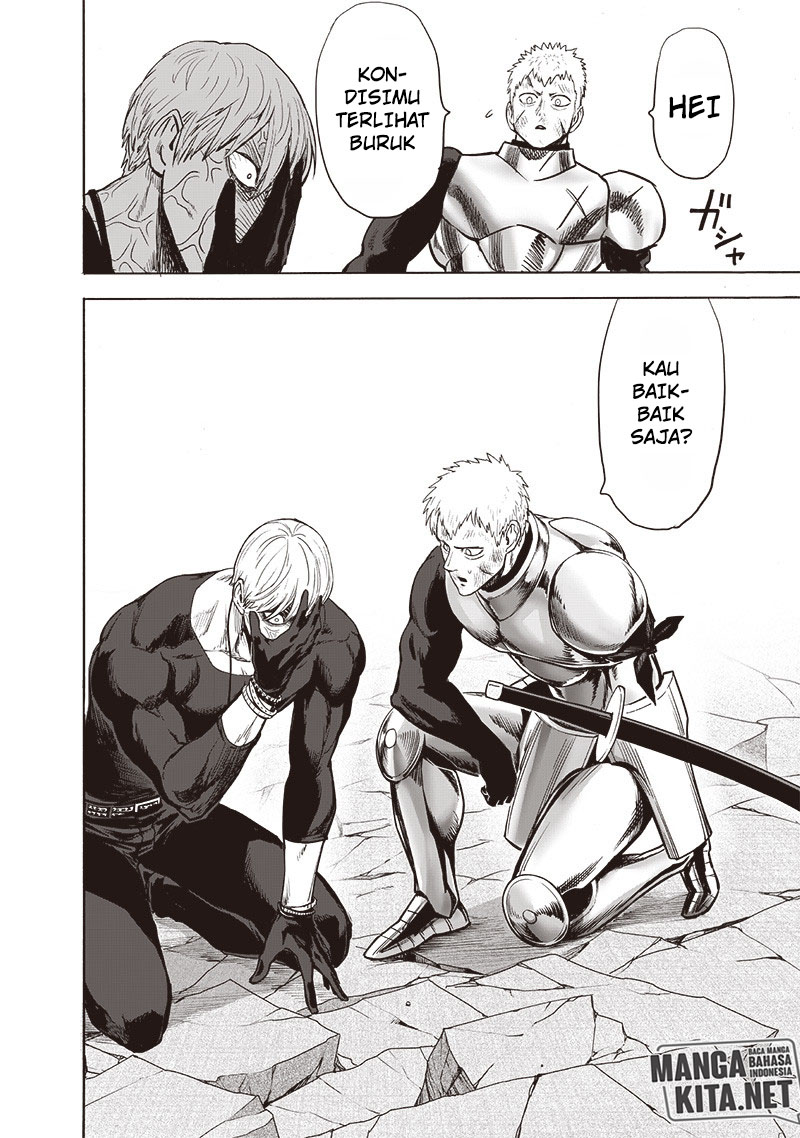 HEI
KON-
DISIMU
TERLIHAT
BURUK
ガシャ
KAU
BAIK-
BAIK
SAJA?
MANGA
BACA MANGA
BAHASA
INDONESIA
KITA.NET